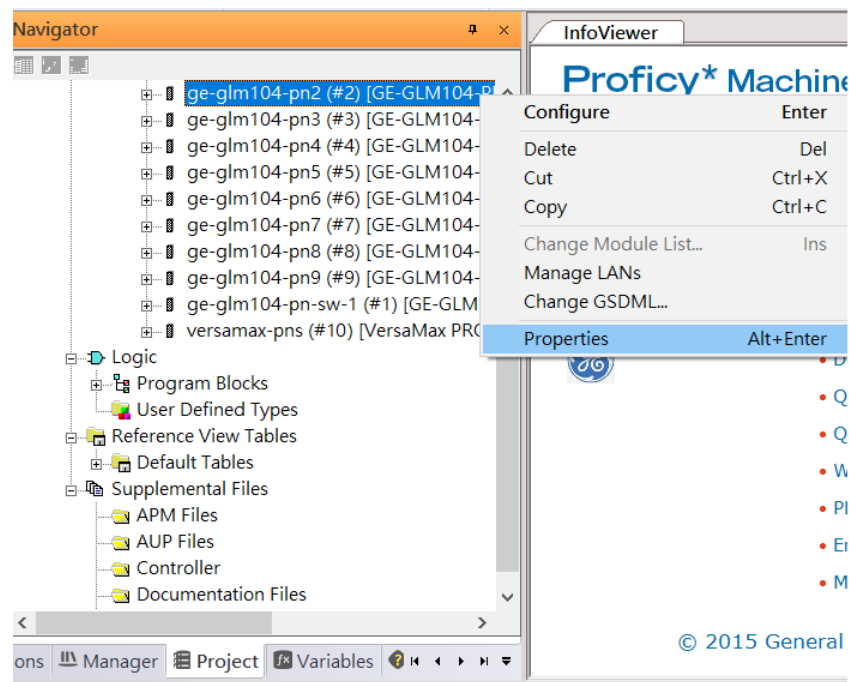 Navigator
InfoViewer
Proficy* Machine
ge-glm104-pn2 (#2) [GE-GLM104-P
ge-glm104-pn3 (#3) [GE-GLM104-
ge-glm104-pn4 (#4) [GE-GLM104-
ge-glm104-pn5 (#5) [GE-GLM104-
ge-glm104-pn6 (#6) [GE-GLM104-
ge-glm104-pn7 (#7) [GE-GLM104-
ge-glm104-pn8 (#8) [GE-GLM104-
ge-glm104-pn9 (#9) [GE-GLM104-
ge-glm104-pn-sw-1 (#1) [GE-GLM
versamax-pns (#10) [VersaMax PRO
Logic
Program Blocks
User Defined Types
Reference View Tables
Default Tables
Supplemental Files
APM Files
AUP Files
Controller
Documentation Files
Configure Enter
Delete Del
Cut Ctrl+X
Copy Ctrl+C
Change Module List... Ins
Manage LANs
Change GSDML...
Properties Alt+Enter
• D
• Q
• Q
• W
• Pl
• Er
• M
© 2015 General
ons Manager Project Variables